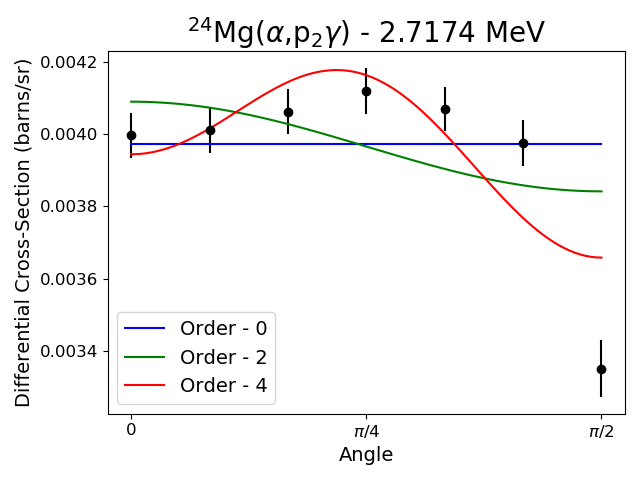 ²⁴Mg(α,p₂γ) - 2.7174 MeV
Differential Cross-Section (barns/sr)
0.0042
0.0040
0.0038
0.0036
0.0034
Order - 0
Order - 2
Order - 4
0
π/4
π/2
Angle